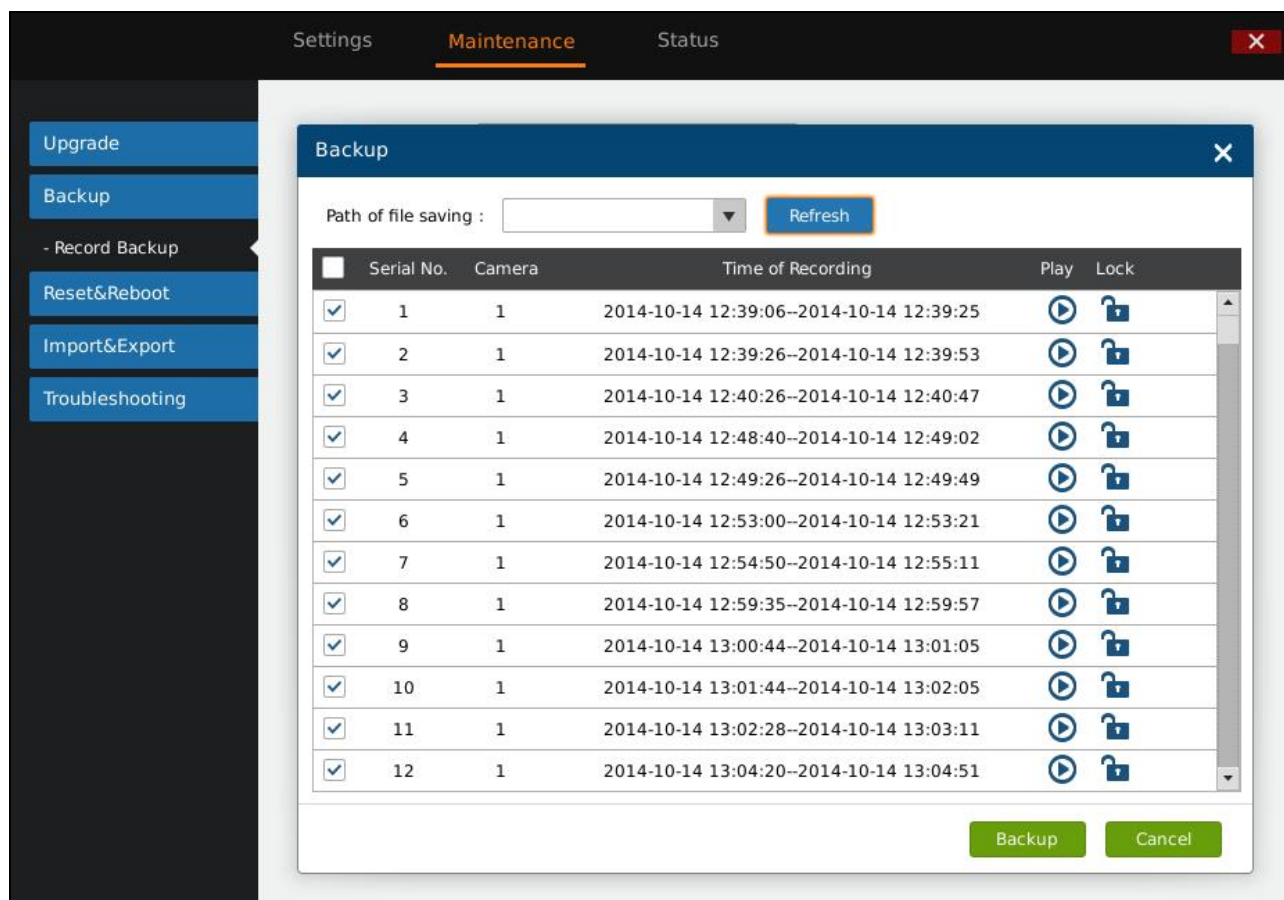 Settings Maintenance Status
Upgrade
Backup
- Record Backup
Reset&Reboot
Import&Export
Troubleshooting
Backup
Path of file saving : Refresh
Serial No. Camera Time of Recording Play Lock
1 1 2014-10-14 12:39:06--2014-10-14 12:39:25
2 1 2014-10-14 12:39:26--2014-10-14 12:39:53
3 1 2014-10-14 12:40:26--2014-10-14 12:40:47
4 1 2014-10-14 12:48:40--2014-10-14 12:49:02
5 1 2014-10-14 12:49:26--2014-10-14 12:49:49
6 1 2014-10-14 12:53:00--2014-10-14 12:53:21
7 1 2014-10-14 12:54:50--2014-10-14 12:55:11
8 1 2014-10-14 12:59:35--2014-10-14 12:59:57
9 1 2014-10-14 13:00:44--2014-10-14 13:01:05
10 1 2014-10-14 13:01:44--2014-10-14 13:02:05
11 1 2014-10-14 13:02:28--2014-10-14 13:03:11
12 1 2014-10-14 13:04:20--2014-10-14 13:04:51
Backup Cancel